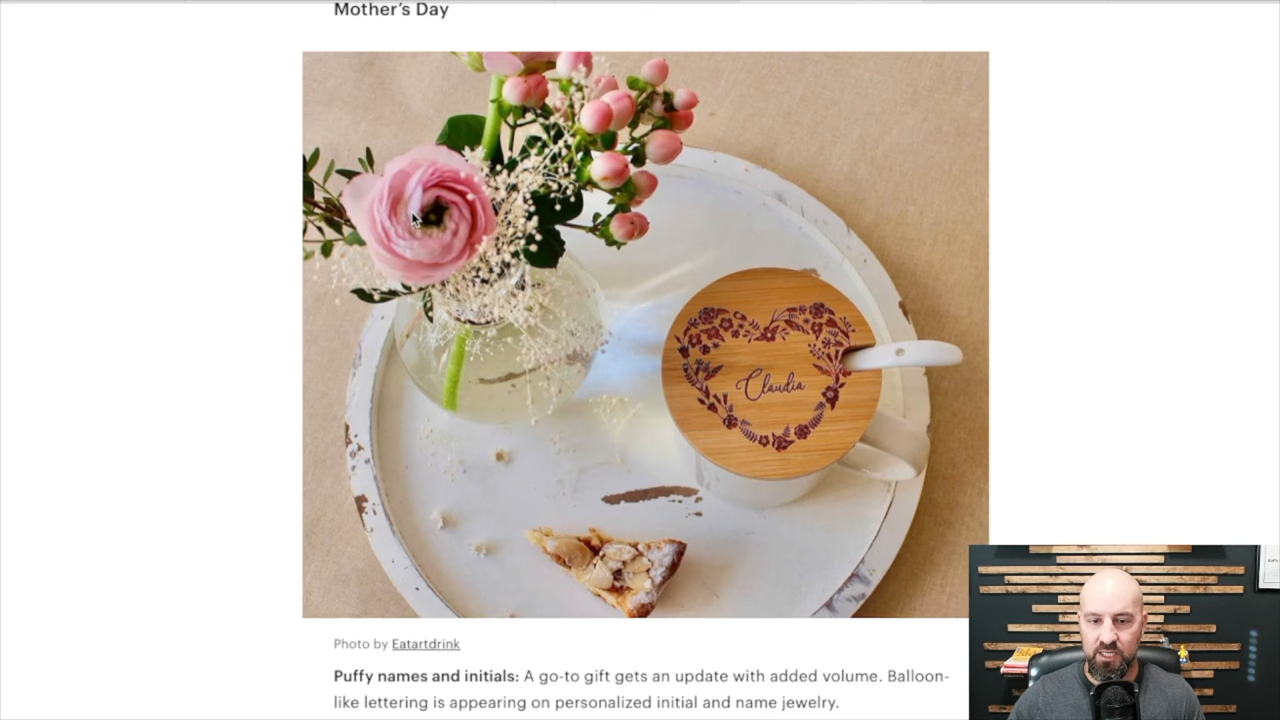 Mother’s Day
Claudia
Photo by Eatartdrink
Puffy names and initials: A go-to gift gets an update with added volume. Balloon-
like lettering is appearing on personalized initial and name jewelry.